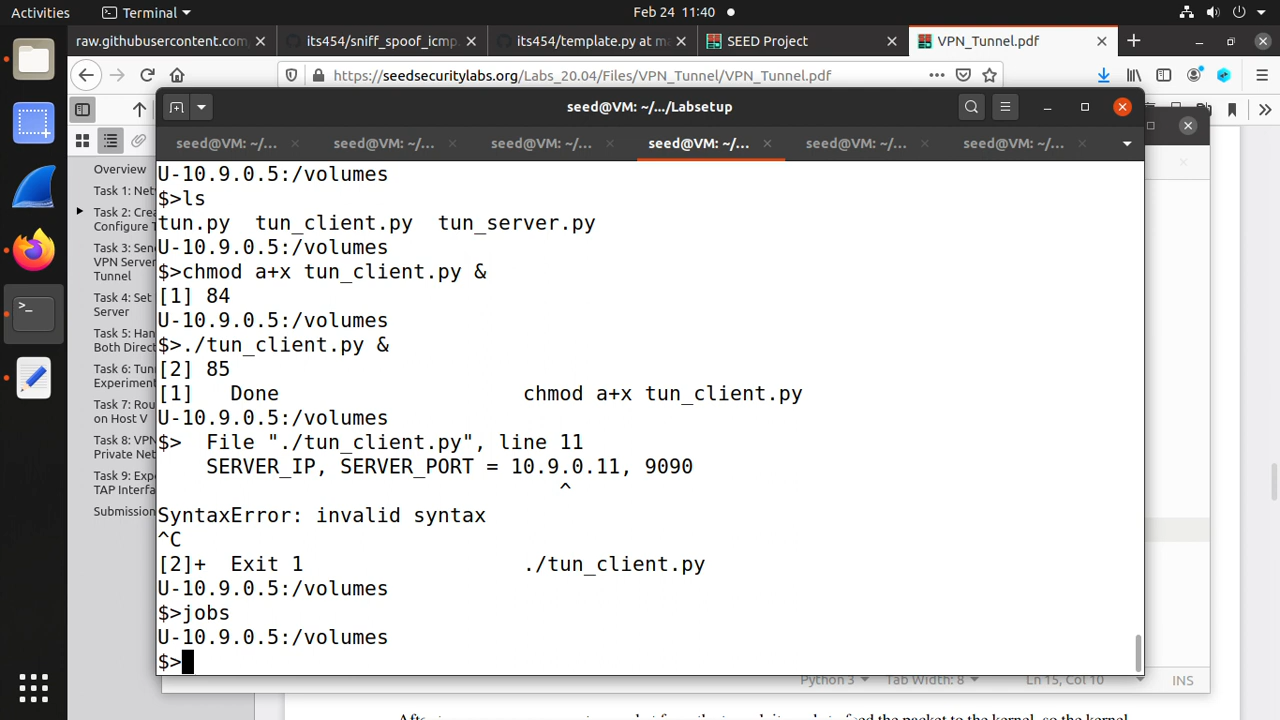 Activities
Terminal
Feb 24 11:40
raw.githubusercontent.com
its454/sniff_spoof_icmp.
its454/template.py at ma
SEED Project
VPN_Tunnel.pdf
https://seedsecuritylabs.org/Labs_20.04/Files/VPN_Tunnel/VPN_Tunnel.pdf
seed@VM: ~/.../Labsetup
seed@VM: ~/...
seed@VM: ~/...
seed@VM: ~/...
seed@VM: ~/...
seed@VM: ~/...
seed@VM: ~/...
Overview
Task 1: Net
Task 2: Crea
Configure T
Task 3: Send
VPN Server
Tunnel
Task 4: Set
Server
Task 5: Han
Both Direct
Task 6: Tun
Experiment
Task 7: Rou
on Host V
Task 8: VPN
Private Net
Task 9: Exp
TAP Interfa
Submission
U-10.9.0.5:/volumes
$>ls
tun.py  tun_client.py  tun_server.py
U-10.9.0.5:/volumes
$>chmod a+x tun_client.py &
[1] 84
U-10.9.0.5:/volumes
$>./tun_client.py &
[2] 85
[1]   Done                    chmod a+x tun_client.py
U-10.9.0.5:/volumes
$>  File "./tun_client.py", line 11
    SERVER_IP, SERVER_PORT = 10.9.0.11, 9090
^
SyntaxError: invalid syntax
^C
[2]+  Exit 1                  ./tun_client.py
U-10.9.0.5:/volumes
$>jobs
U-10.9.0.5:/volumes
$>
Python 3
Tab Width: 8
Ln 15, Col 10
INS